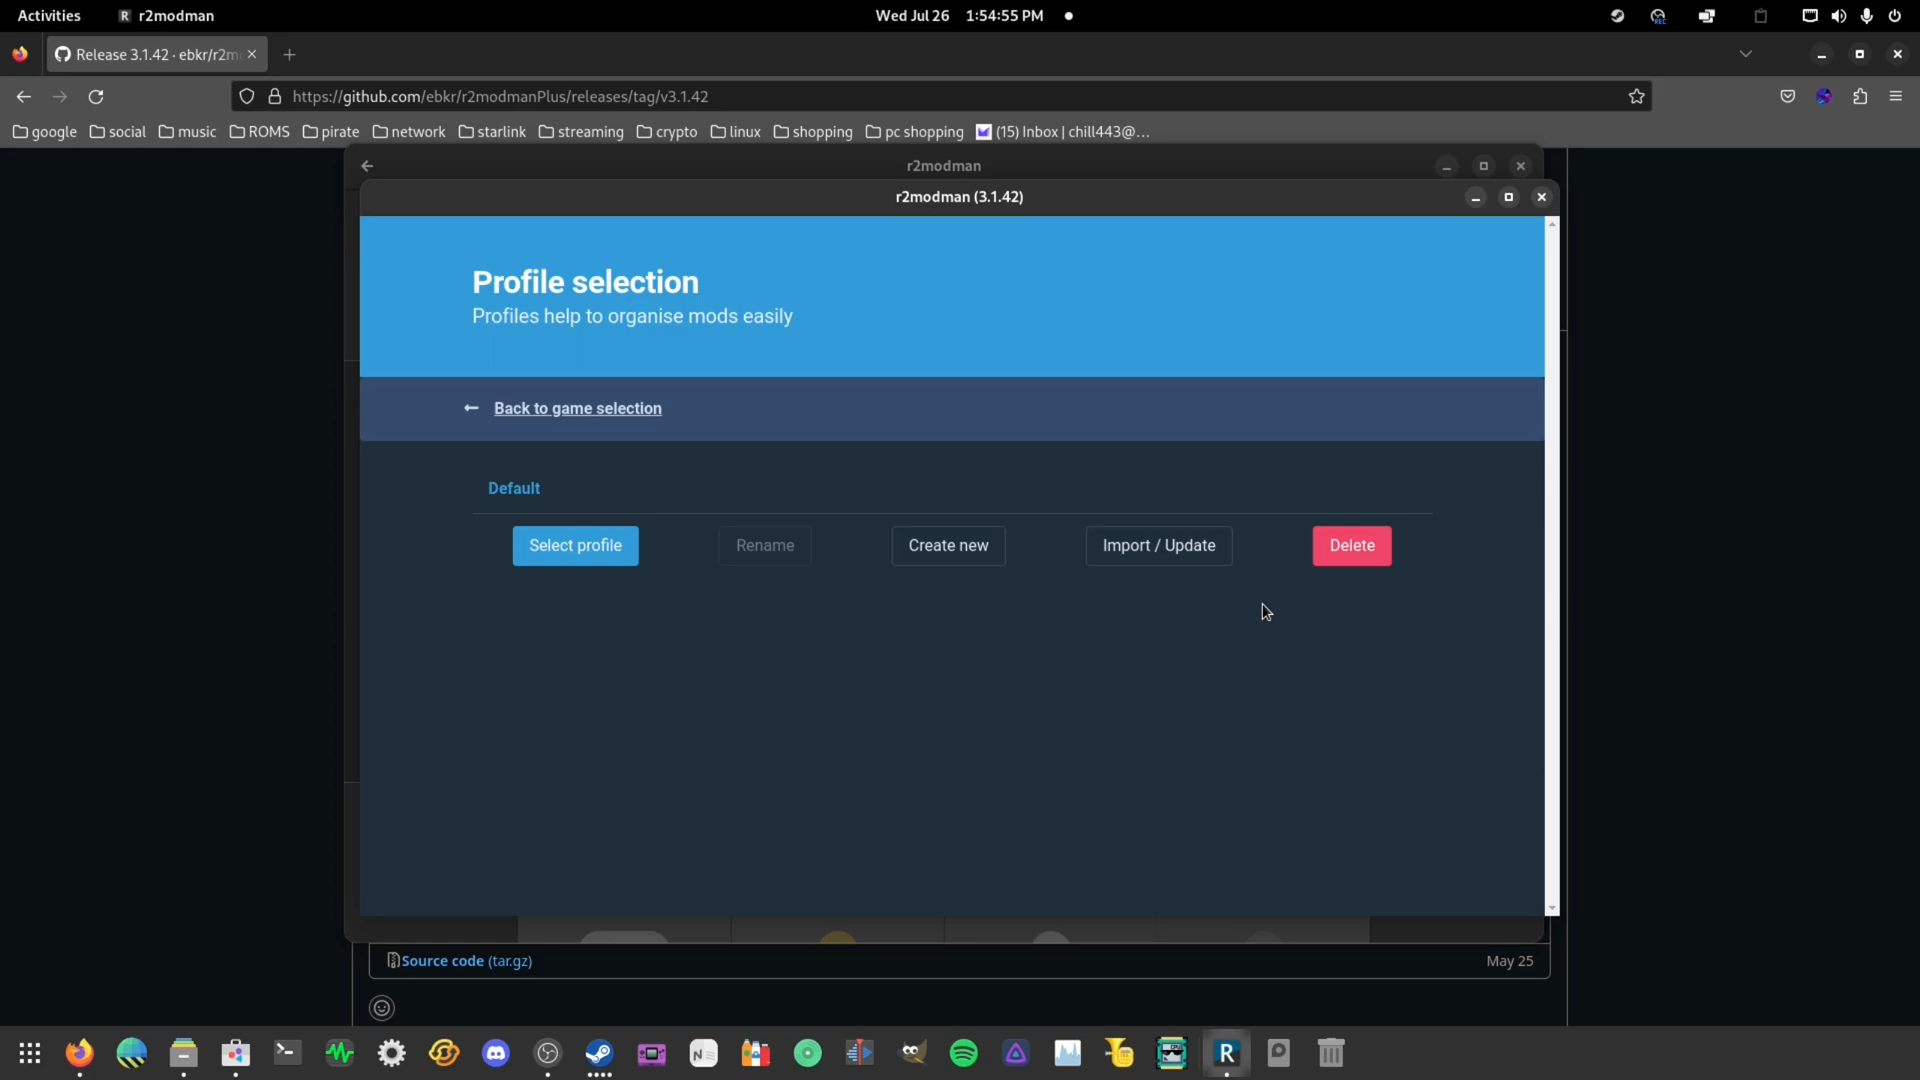 Activities
r2modman
Wed Jul 26 1:54:55 PM
Release 3.1.42 · ebkr/r2m
https://github.com/ebkr/r2modmanPlus/releases/tag/v3.1.42
google social music ROMS pirate network starlink streaming crypto linux shopping pc shopping (15) Inbox | chill443@...
r2modman
r2modman (3.1.42)
Profile selection
Profiles help to organise mods easily
Back to game selection
Default
Select profile
Rename
Create new
Import / Update
Delete
Source code (tar.gz)
May 25